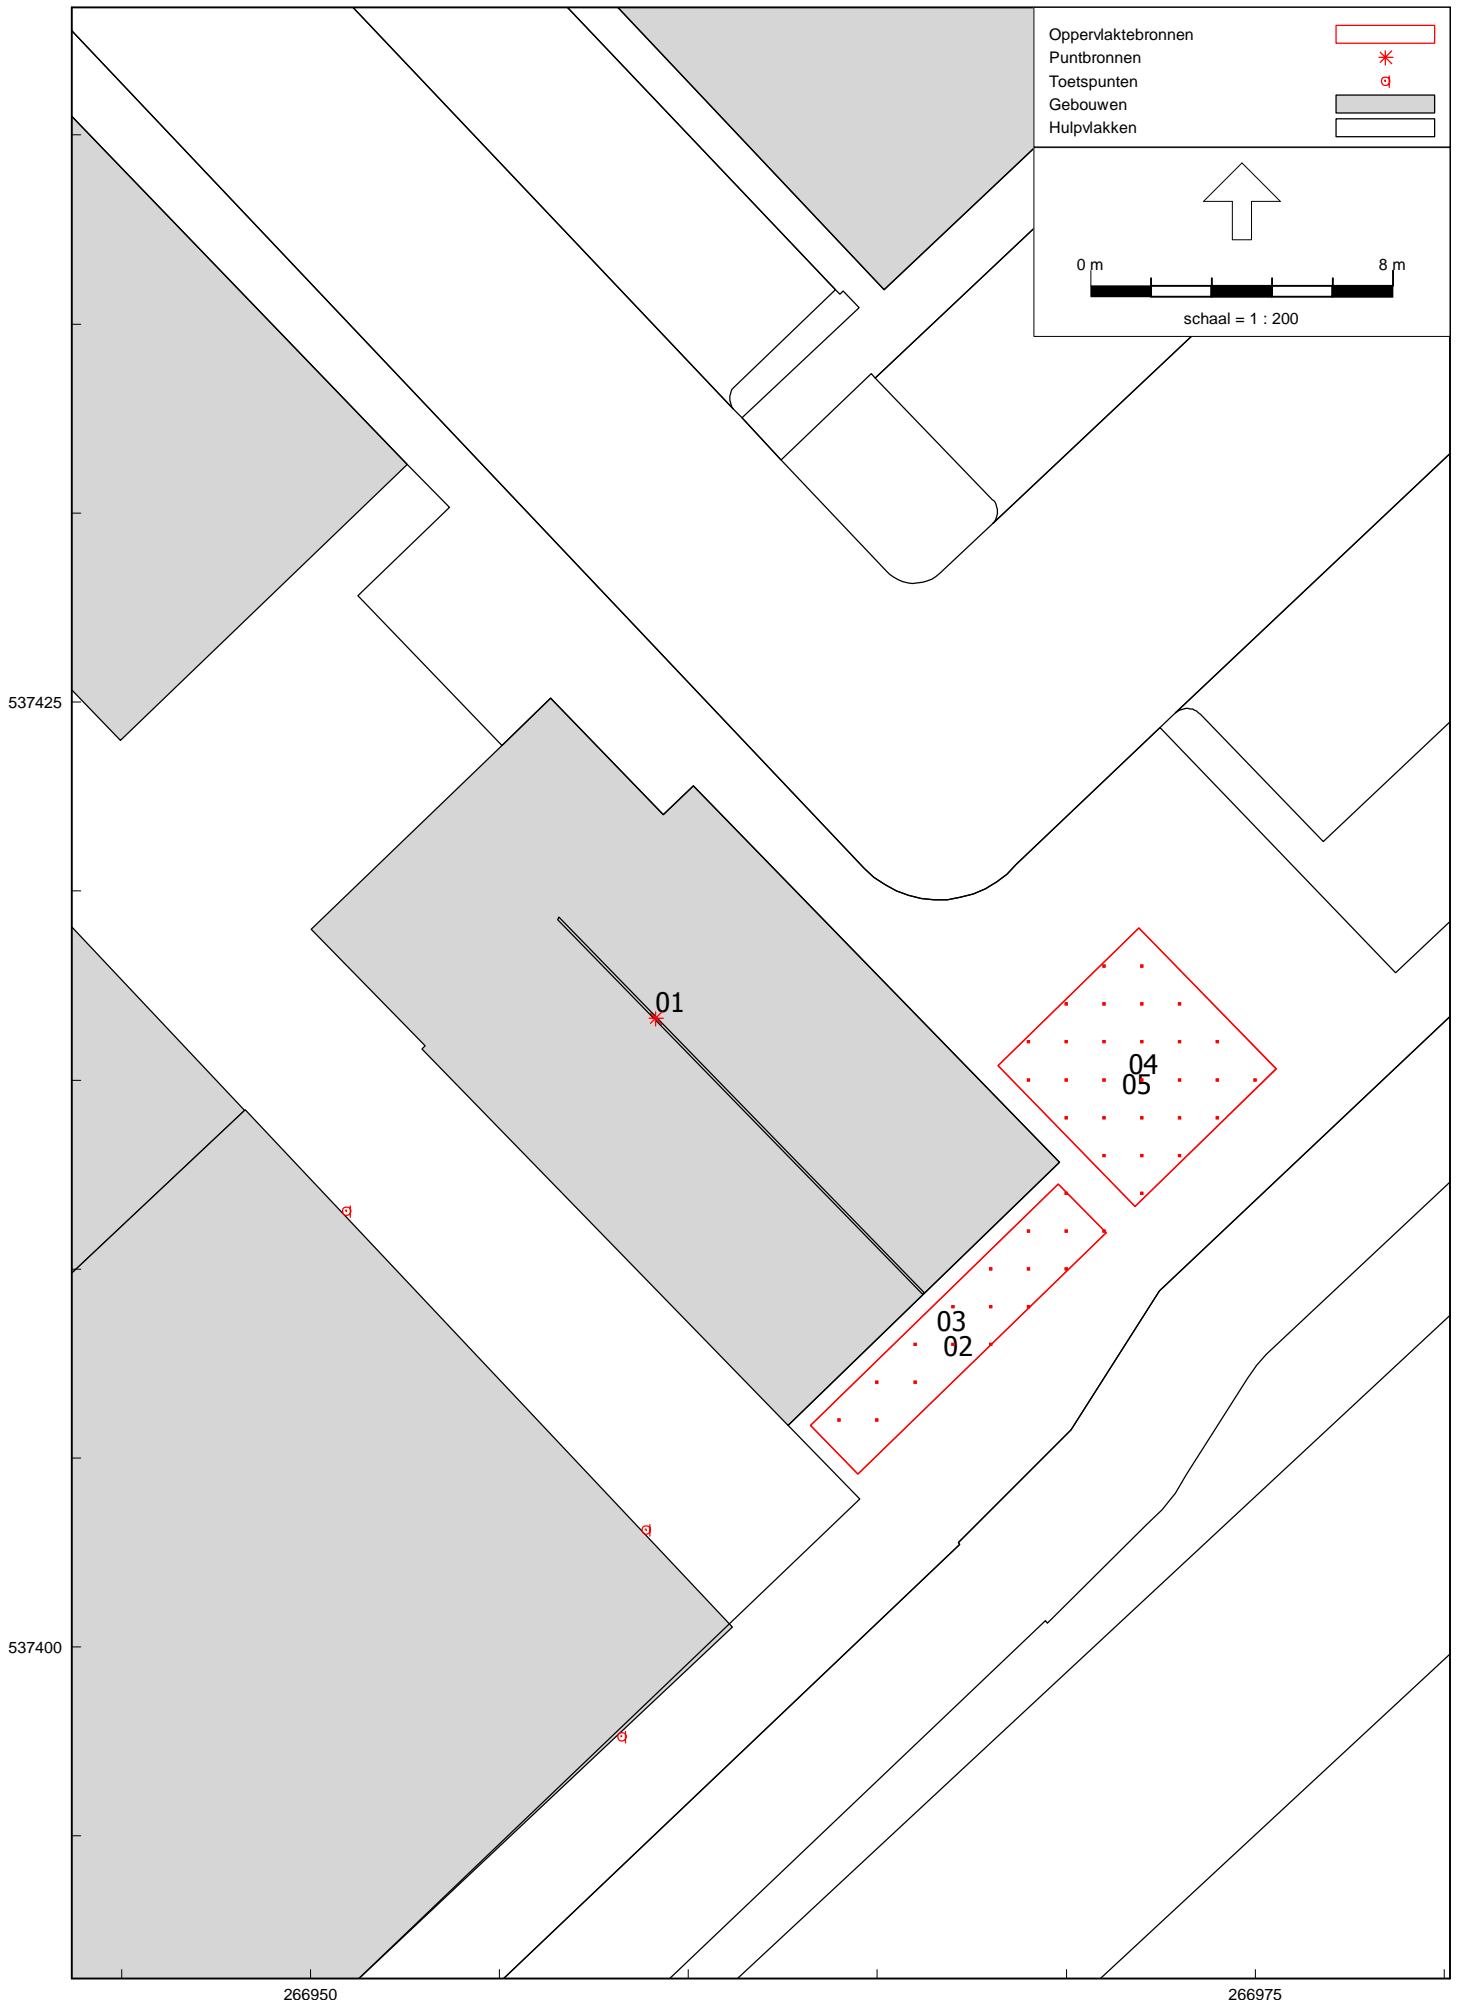 Oppervlaktebronnen
Puntbronnen
Toetspunten
Gebouwen
Hulpvlakken
0 m 8 m
schaal = 1 : 200
537425
01
04
05
03
02
537400
266950 266975